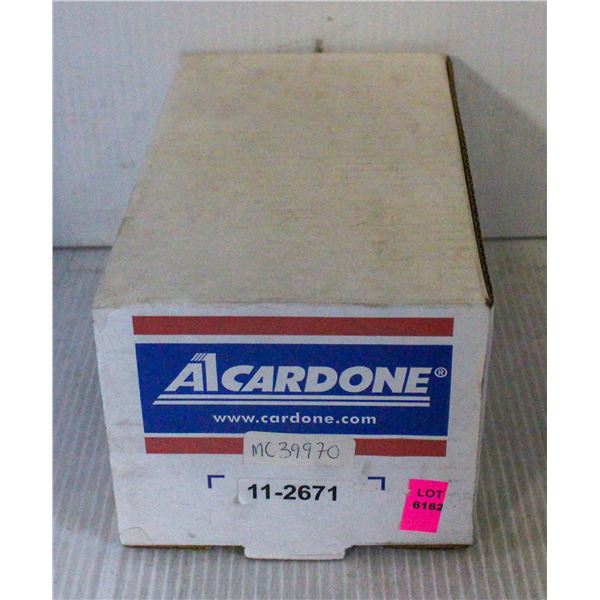 A1CARDONE®
www.cardone.com
MC39970
11-2671
LOT
6162